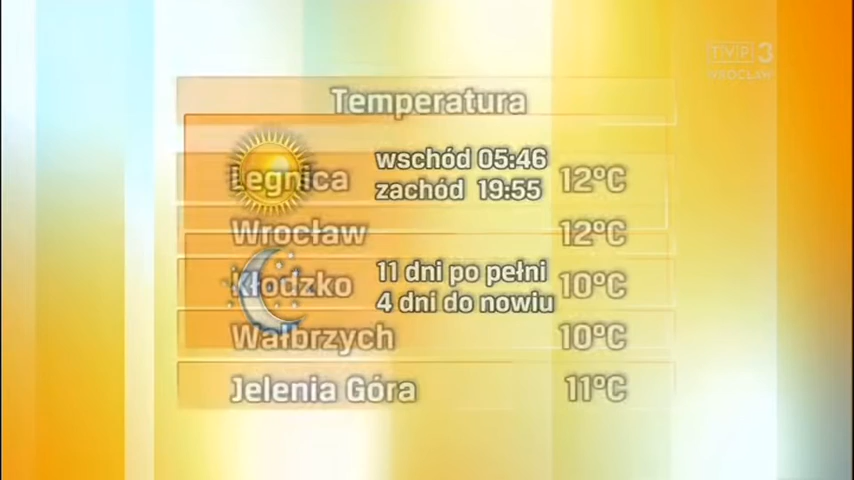 TVP3
WROCŁAW
Temperatura
wschód 05:46
zachód 19:55
Legnica 12°C
Wrocław 12°C
11 dni po pełni
4 dni do nowiu
Kłodzko 10°C
Wałbrzych 10°C
Jelenia Góra 11°C